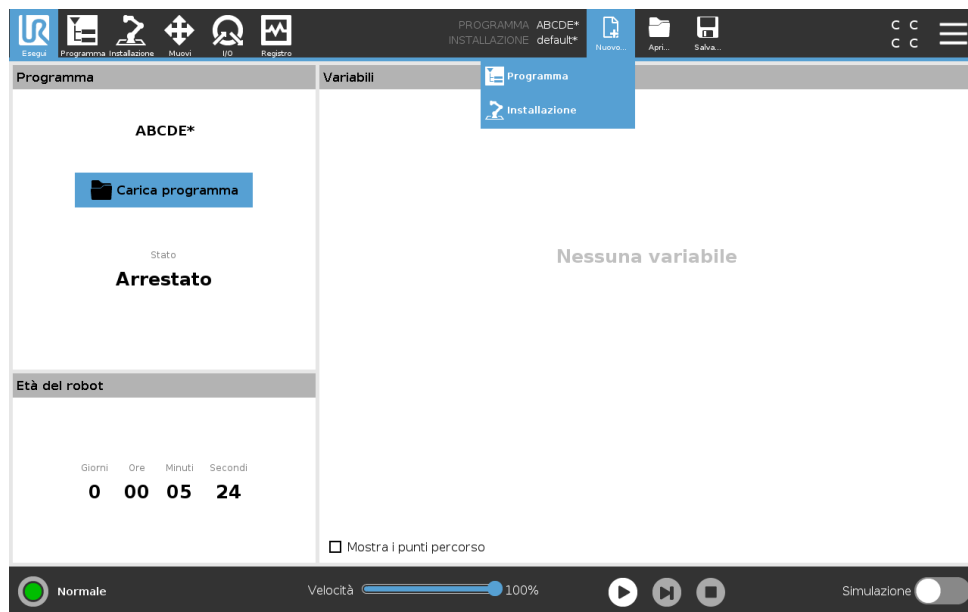 UR
Esegui
Programma
Installazione
Muovi
I/O
Registro
PROGRAMMA ABCDE*
INSTALLAZIONE default*
Nuovo...
Apri...
Salva...
C C
C C
Programma
Installazione
Programma
ABCDE*
Carica programma
Stato
Arrestato
Età del robot
Giorni Ore Minuti Secondi
0 00 05 24
Variabili
Nessuna variabile
Mostra i punti percorso
Normale
Velocità 100%
Simulazione